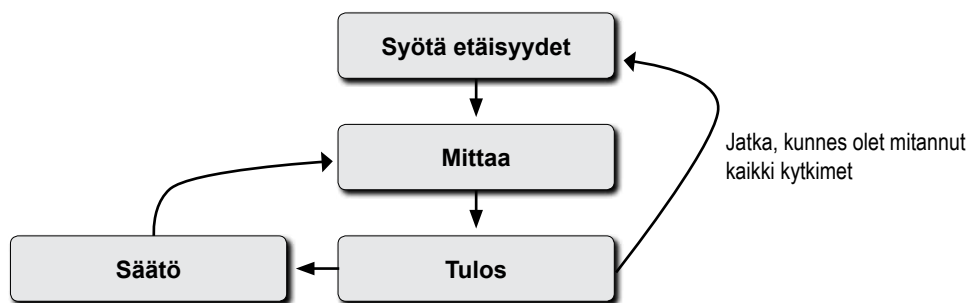 Syötä etäisyydet
Mittaa
Jatka, kunnes olet mitannut
kaikki kytkimet
Säätö
Tulos